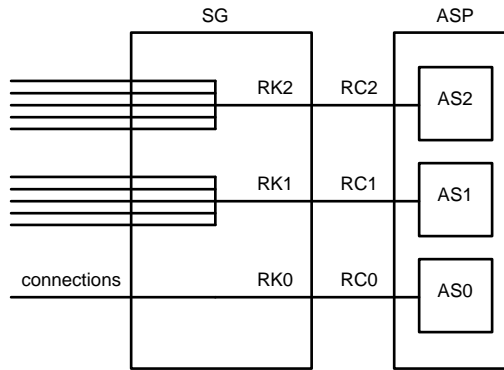 SG ASP
RK2 RC2 AS2
RK1 RC1 AS1
connections RK0 RC0 AS0